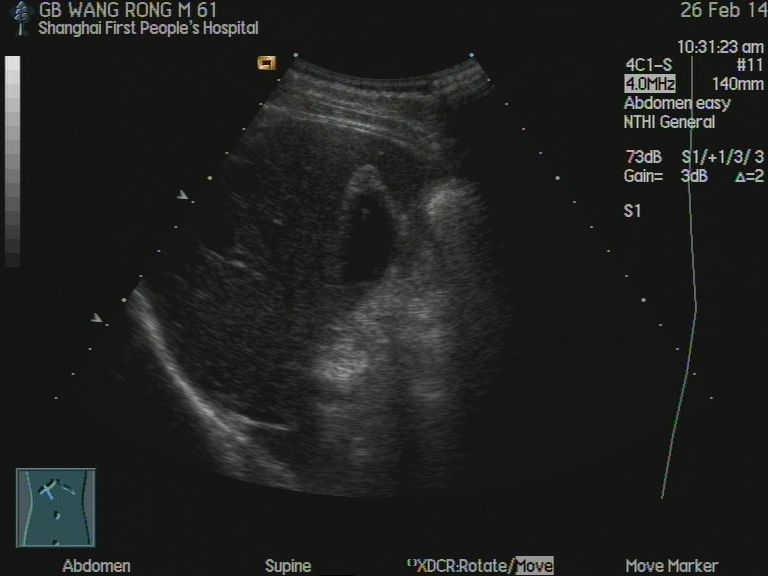 GB WANG RONG M 61
Shanghai First People's Hospital
26 Feb 14
10:31:23 am
4C1-S #11
4.0MHz 140mm
Abdomen easy
NTHI General
73dB S1/+1/3/ 3
Gain= 3dB Δ=2
S1
Abdomen Supine XDCR:Rotate/Move Move Marker